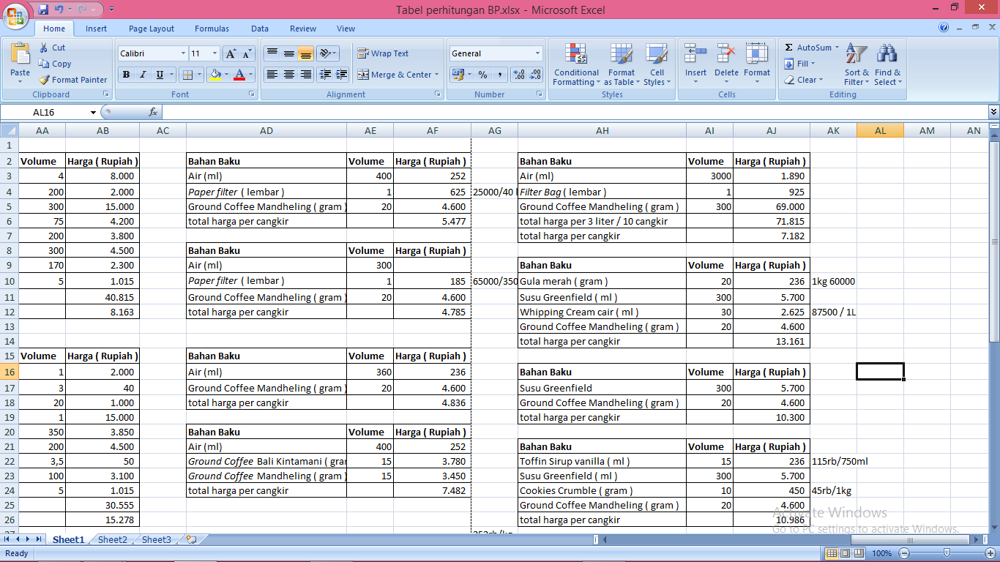 Tabel perhitungan BP.xlsx - Microsoft Excel
Home Insert Page Layout Formulas Data Review View
Paste Cut Copy Format Painter Clipboard
Calibri 11 B I U Font
Wrap Text Merge & Center Alignment
General % , Number
Conditional Formatting Format as Table Cell Styles Styles
Insert Delete Format Cells
Σ AutoSum Fill Clear Sort & Filter Find & Select Editing
AL16 fx
AA AB AC AD AE AF AG AH AI AJ AK AL AM AN
1
2 Volume Harga ( Rupiah ) Bahan Baku Volume Harga ( Rupiah ) Bahan Baku Volume Harga ( Rupiah )
3 4 8.000 Air (ml) 400 252 Air (ml) 3000 1.890
4 200 2.000 Paper filter ( lembar ) 1 625 25000/40 Filter Bag ( lembar ) 1 925
5 300 15.000 Ground Coffee Mandheling ( gram ) 20 4.600 Ground Coffee Mandheling ( gram ) 300 69.000
6 75 4.200 total harga per cangkir 5.477 total harga per 3 liter / 10 cangkir 71.815
7 200 3.800 total harga per cangkir 7.182
8 300 4.500 Bahan Baku Volume Harga ( Rupiah )
9 170 2.300 Air (ml) 300 Bahan Baku Volume Harga ( Rupiah )
10 5 1.015 Paper filter ( lembar ) 1 185 65000/350 Gula merah ( gram ) 20 236 1kg 60000
11 40.815 Ground Coffee Mandheling ( gram ) 20 4.600 Susu Greenfield ( ml ) 300 5.700
12 8.163 total harga per cangkir 4.785 Whipping Cream cair ( ml ) 30 2.625 87500 / 1L
13 Ground Coffee Mandheling ( gram ) 20 4.600
14 total harga per cangkir 13.161
15 Volume Harga ( Rupiah ) Bahan Baku Volume Harga ( Rupiah )
16 1 2.000 Air (ml) 360 236 Bahan Baku Volume Harga ( Rupiah )
17 3 40 Ground Coffee Mandheling ( gram ) 20 4.600 Susu Greenfield 300 5.700
18 20 1.000 total harga per cangkir 4.836 Ground Coffee Mandheling ( gram ) 20 4.600
19 1 15.000 total harga per cangkir 10.300
20 350 3.850 Bahan Baku Volume Harga ( Rupiah )
21 200 4.500 Air (ml) 400 252 Bahan Baku Volume Harga ( Rupiah )
22 3,5 50 Ground Coffee Bali Kintamani ( gra 15 3.780 Toffin Sirup vanilla ( ml ) 15 236 115rb/750ml
23 100 3.100 Ground Coffee Mandheling ( gram ) 15 3.450 Susu Greenfield ( ml ) 300 5.700
24 5 1.015 total harga per cangkir 7.482 Cookies Crumble ( gram ) 10 450 45rb/1kg
25 30.555 Ground Coffee Mandheling ( gram ) 20 4.600
26 15.278 total harga per cangkir 10.986
Activate Windows
Go to PC settings to activate Windows.
Sheet1 Sheet2 Sheet3
Ready 100%